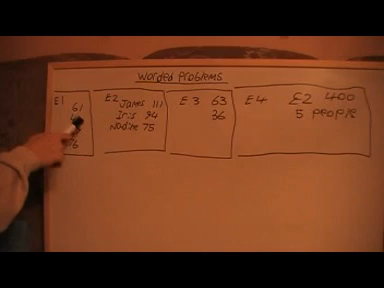 Worded Problems
E1 61
76
E2 James 111
Iris 94
Nadine 75
E3 63
36
E4 £2 400
5 people